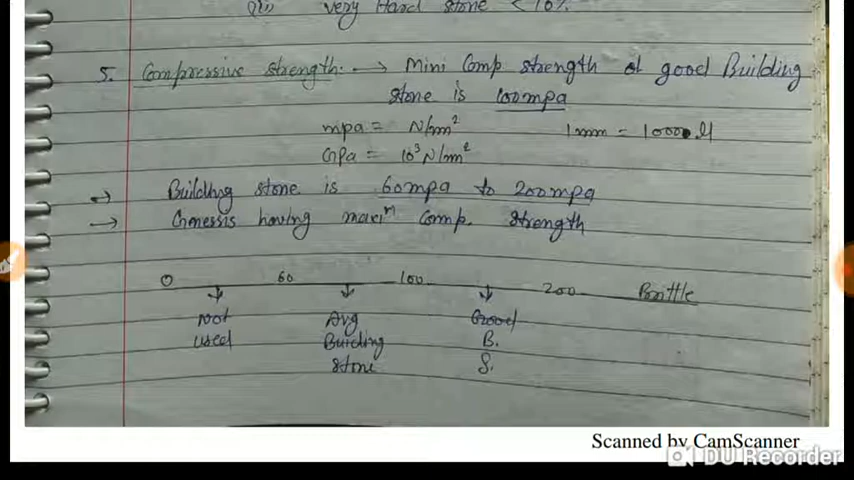 (iii) very Hard stone < 10%
5. Compressive strength:- → Mini Comp strength of good Building
stone is 100mpa
mpa = N/mm² 1mm = 1000 μ
GPa = 10³ N/mm²
→ Building stone is 60mpa to 200mpa
→ Genessis having maxiᵐ comp. strength
0 60 100 200 Brittle
↓ ↓ ↓
not Avg Good
used Building B.
stone S.
Scanned by CamScanner
DU Recorder